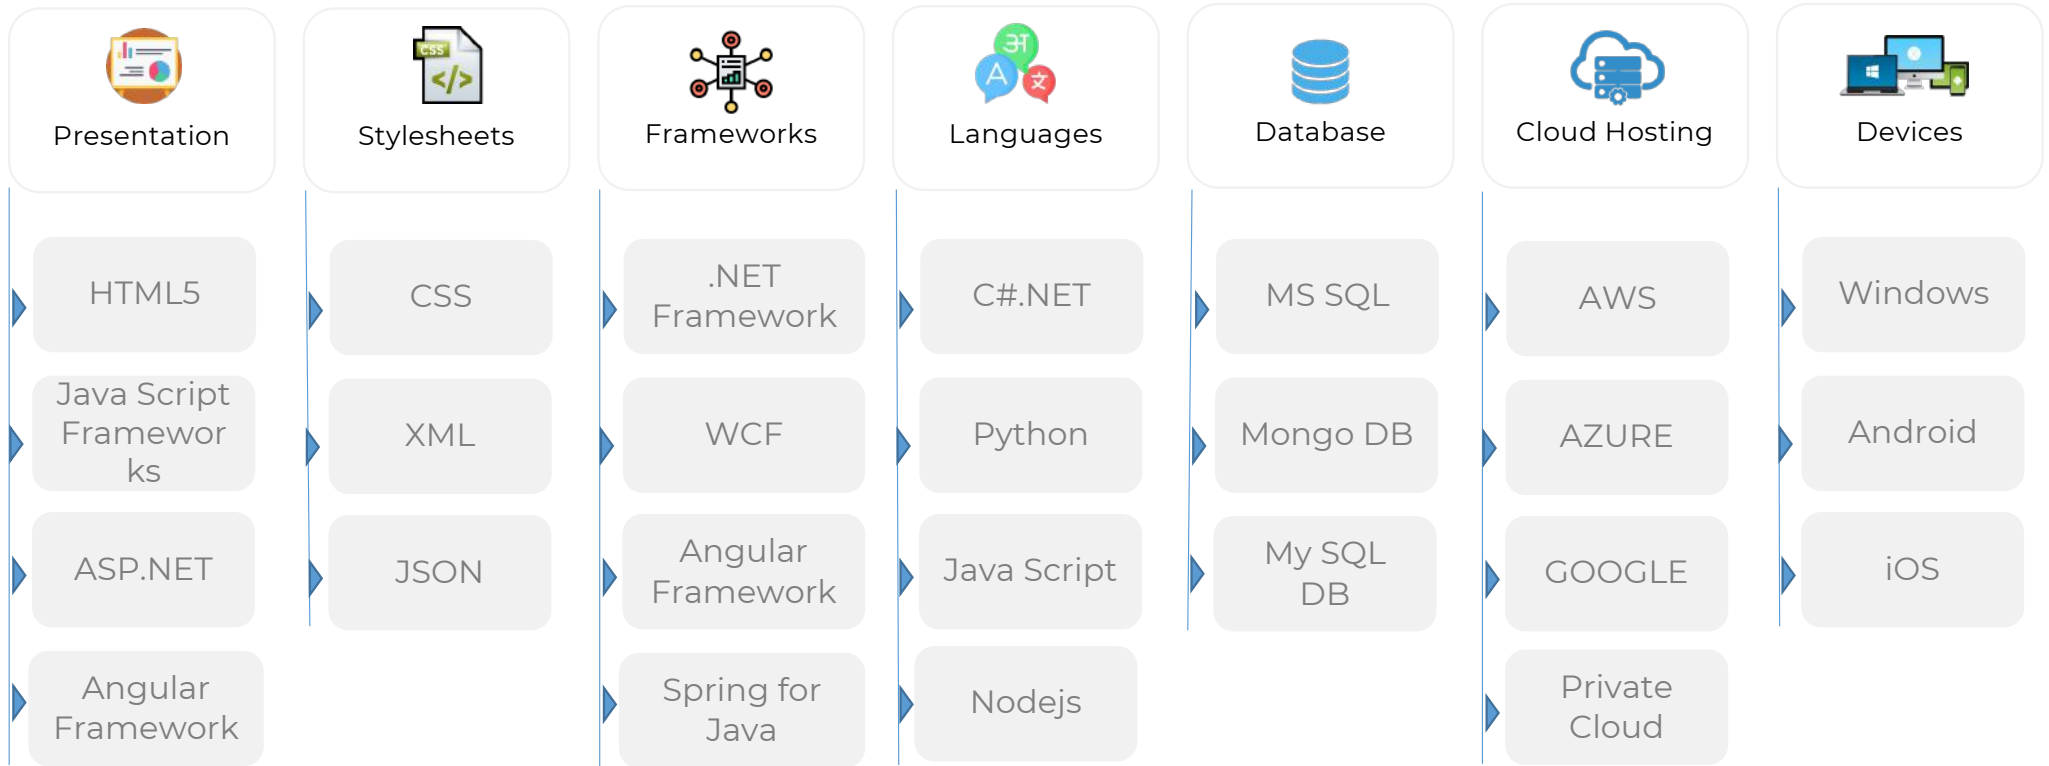 Presentation
HTML5
Java Script
Framewor
ks
ASP.NET
Angular
Framework
CSS
</>
Stylesheets
CSS
XML
JSON
Frameworks
.NET
Framework
WCF
Angular
Framework
Spring for
Java
अ
A
文
Languages
C#.NET
Python
Java Script
Nodejs
Database
MS SQL
Mongo DB
My SQL
DB
Cloud Hosting
AWS
AZURE
GOOGLE
Private
Cloud
Devices
Windows
Android
iOS